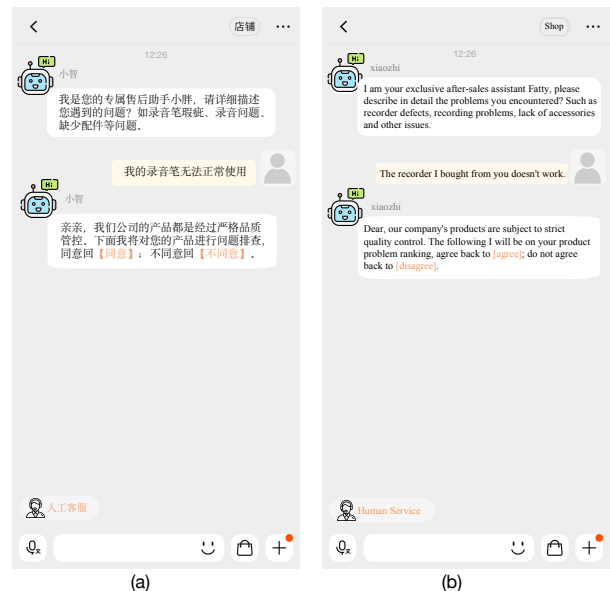 店铺
12:26
Hi
小智
我是您的专属售后助手小胖，请详细描述
您遇到的问题？如录音笔瑕疵、录音问题、
缺少配件等问题。
我的录音笔无法正常使用
Hi
小智
亲亲，我们公司的产品都是经过严格品质
管控。下面我将对您的产品进行问题排查，
同意回【同意】；不同意回【不同意】。
人工客服
(a)
Shop
12:26
Hi
xiaozhi
I am your exclusive after-sales assistant Fatty, please
describe in detail the problems you encountered? Such as
recorder defects, recording problems, lack of accessories
and other issues.
The recorder I bought from you doesn't work.
Hi
xiaozhi
Dear, our company's products are subject to strict
quality control. The following I will be on your product
problem ranking, agree back to [agree]; do not agree
back to [disagree].
Human Service
(b)